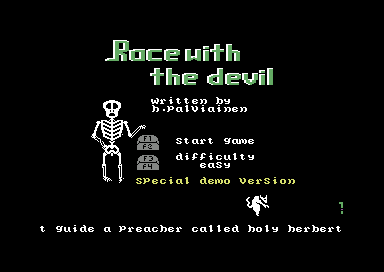 Race with
the devil
written by
h.palviainen
F1
F2
start game
F3
F4
difficulty
easy
special demo version
1
t guide a preacher called holy herbert